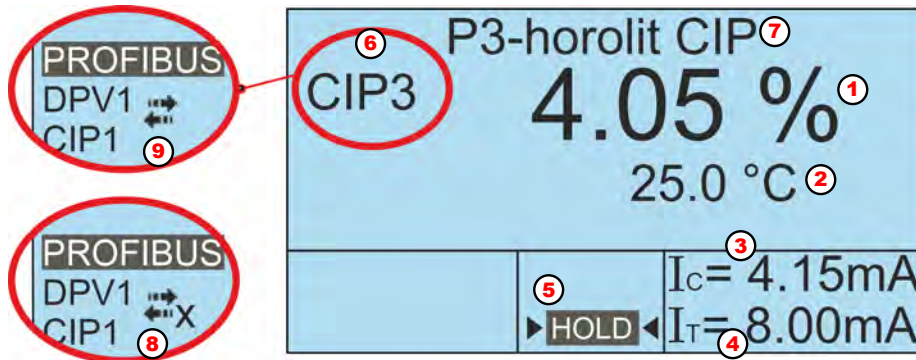 PROFIBUS
DPV1
CIP1
9
PROFIBUS
DPV1
X
CIP1
8
6
CIP3
P3-horolit CIP
7
4.05 %
1
25.0 °C
2
3
Ic= 4.15mA
5
HOLD
IT= 8.00mA
4